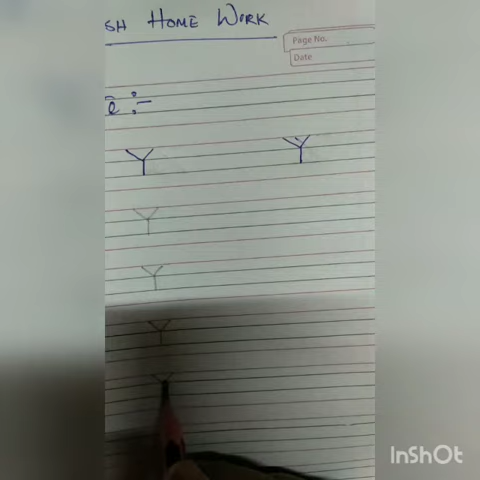 SH HOME WORK
Page No.
Date
e :-
Y Y
Y
Y
Y
Y
InShOt